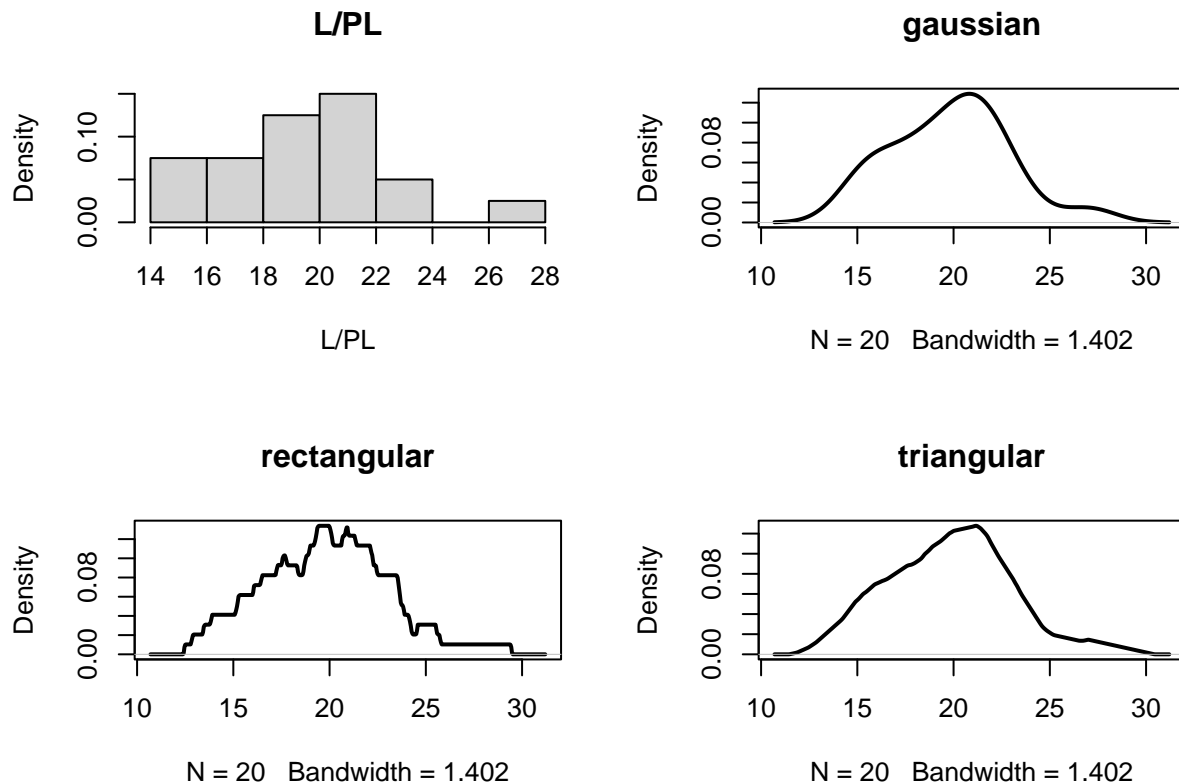 L/PL
Density
0.00 0.10
14 16 18 20 22 24 26 28
L/PL
gaussian
Density
0.00 0.08
10 15 20 25 30
N = 20 Bandwidth = 1.402
rectangular
Density
0.00 0.08
10 15 20 25 30
N = 20 Bandwidth = 1.402
triangular
Density
0.00 0.08
10 15 20 25 30
N = 20 Bandwidth = 1.402